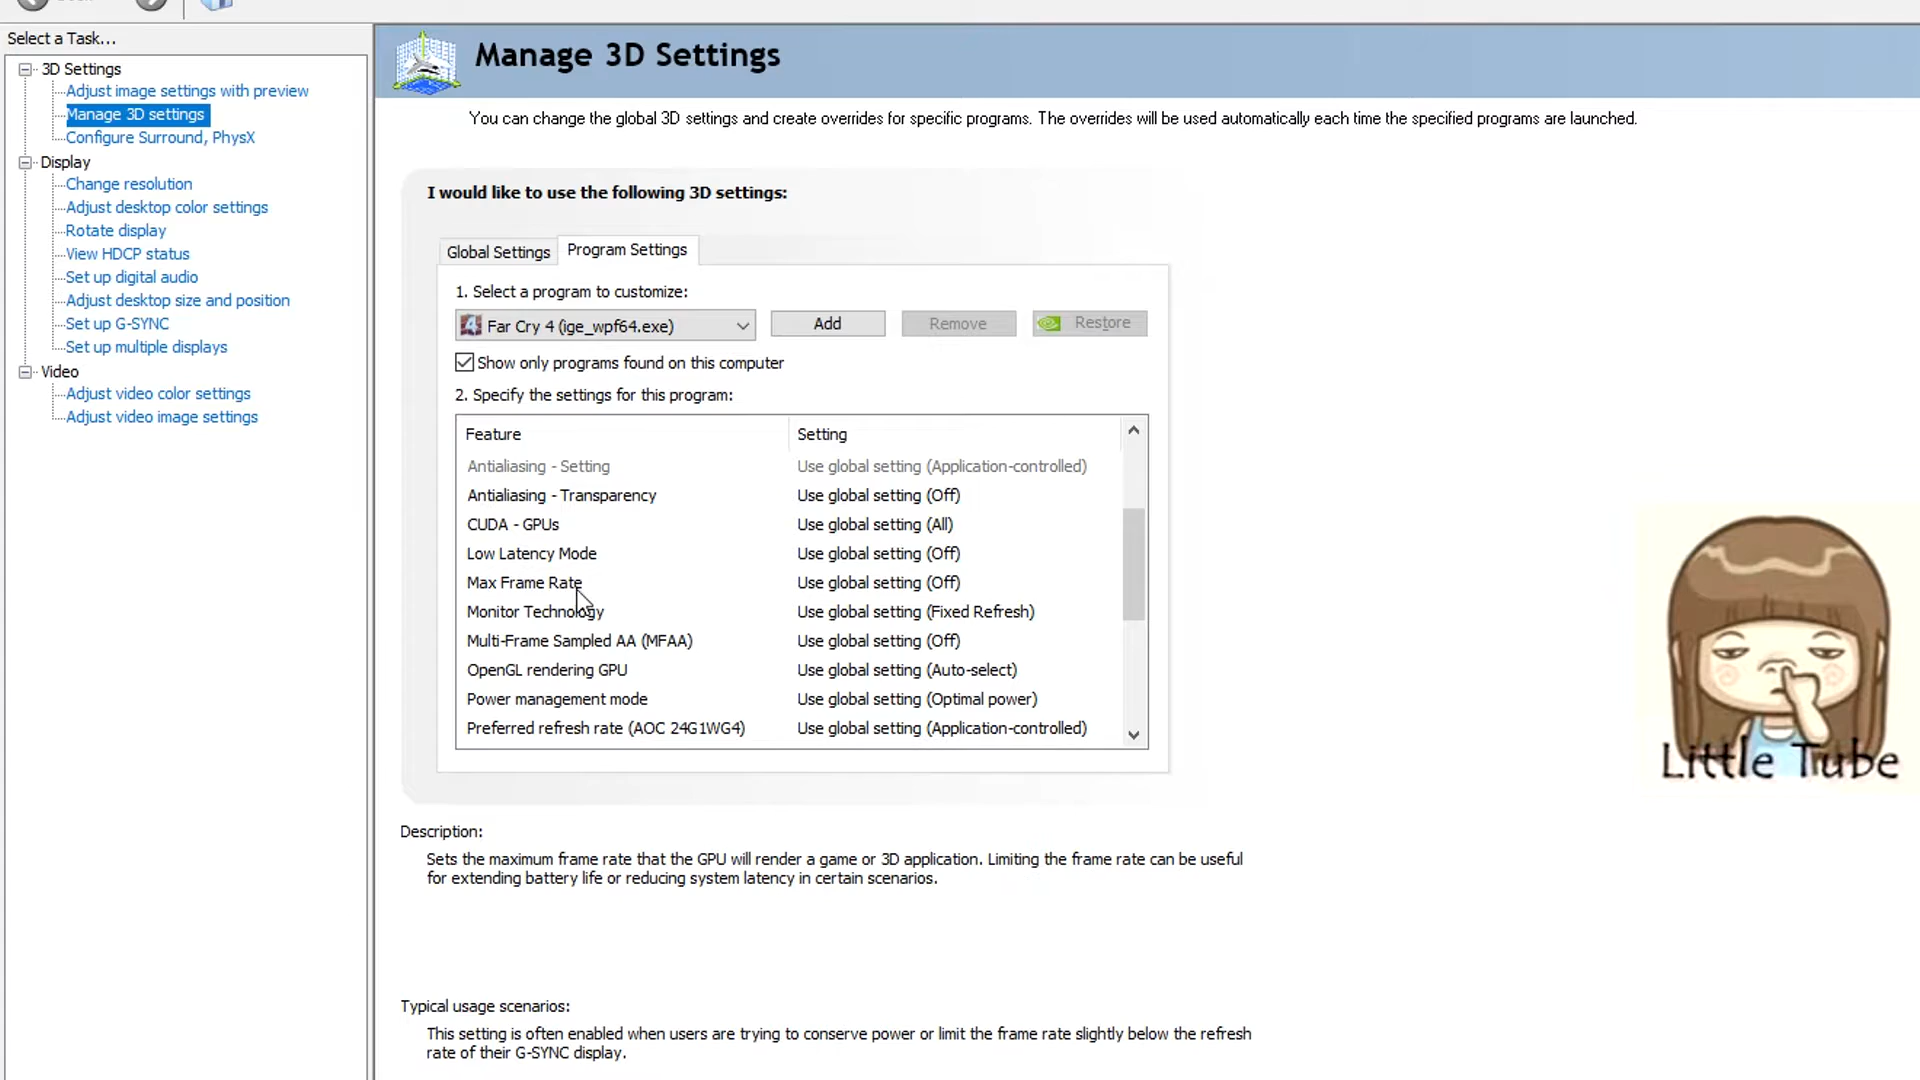 Select a Task...
3D Settings
Adjust image settings with preview
Manage 3D settings
Configure Surround, PhysX
Display
Change resolution
Adjust desktop color settings
Rotate display
View HDCP status
Set up digital audio
Adjust desktop size and position
Set up G-SYNC
Set up multiple displays
Video
Adjust video color settings
Adjust video image settings
Manage 3D Settings
You can change the global 3D settings and create overrides for specific programs. The overrides will be used automatically each time the specified programs are launched.
I would like to use the following 3D settings:
Global Settings
Program Settings
1. Select a program to customize:
Far Cry 4 (ige_wpf64.exe)
Add
Remove
Restore
Show only programs found on this computer
2. Specify the settings for this program:
Feature Setting
Antialiasing - Setting Use global setting (Application-controlled)
Antialiasing - Transparency Use global setting (Off)
CUDA - GPUs Use global setting (All)
Low Latency Mode Use global setting (Off)
Max Frame Rate Use global setting (Off)
Monitor Technology Use global setting (Fixed Refresh)
Multi-Frame Sampled AA (MFAA) Use global setting (Off)
OpenGL rendering GPU Use global setting (Auto-select)
Power management mode Use global setting (Optimal power)
Preferred refresh rate (AOC 24G1WG4) Use global setting (Application-controlled)
Description:
Sets the maximum frame rate that the GPU will render a game or 3D application. Limiting the frame rate can be useful
for extending battery life or reducing system latency in certain scenarios.
Typical usage scenarios:
This setting is often enabled when users are trying to conserve power or limit the frame rate slightly below the refresh
rate of their G-SYNC display.
Little Tube